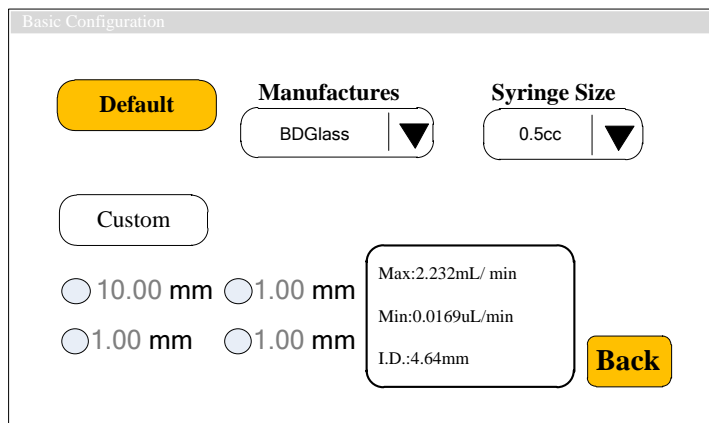 Basic Configuration
Default
Manufactures
BDGlass
Syringe Size
0.5cc
Custom
10.00 mm
1.00 mm
1.00 mm
1.00 mm
Max:2.232mL/ min
Min:0.0169uL/min
I.D.:4.64mm
Back